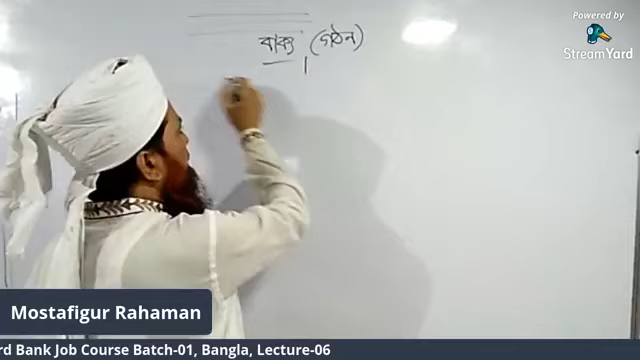 Powered by
StreamYard
বাক্য (গঠন)
Mostafigur Rahaman
rd Bank Job Course Batch-01, Bangla, Lecture-06